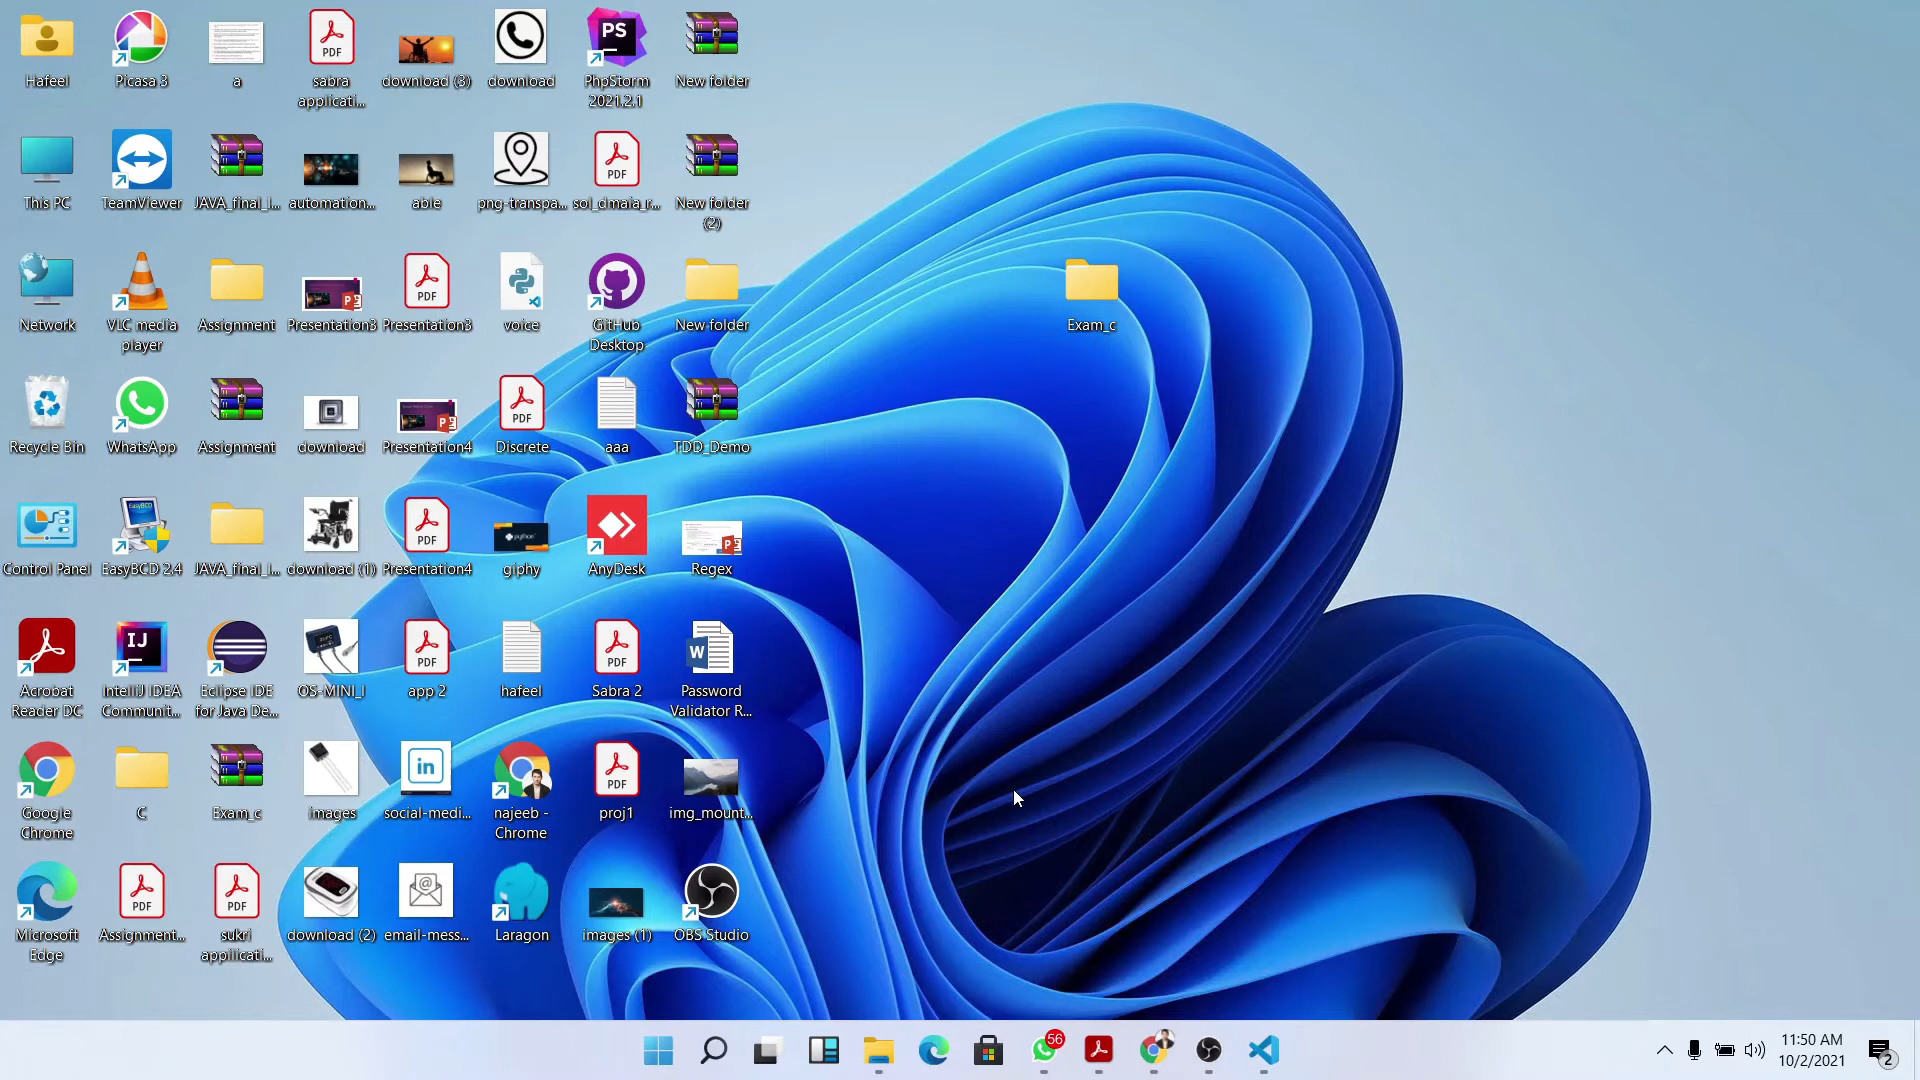 Hafeel
Picasa 3
a
sabra
applicati...
download (3)
download
PhpStorm
2021.2.1
New folder
This PC
TeamViewer
JAVA_final_l...
automation...
able
png-transpa...
sol_dmaia_r...
New folder
(2)
Network
VLC media
player
Assignment
Presentation3
Presentation3
voice
GitHub
Desktop
New folder
Exam_c
Recycle Bin
WhatsApp
Assignment
download
Presentation4
Discrete
aaa
TDD_Demo
Control Panel
EasyBCD 2.4
JAVA_final_l...
download (1)
Presentation4
giphy
AnyDesk
Regex
Acrobat
Reader DC
IntelliJ IDEA
Communit...
Eclipse IDE
for Java De...
OS-MINI_I
app 2
hafeel
Sabra 2
Password
Validator R...
Google
Chrome
C
Exam_c
images
social-medi...
najeeb -
Chrome
proj1
img_mount...
Microsoft
Edge
Assignment...
sukri
appilicati...
download (2)
email-mess...
Laragon
images (1)
OBS Studio
56
11:50 AM
10/2/2021
2